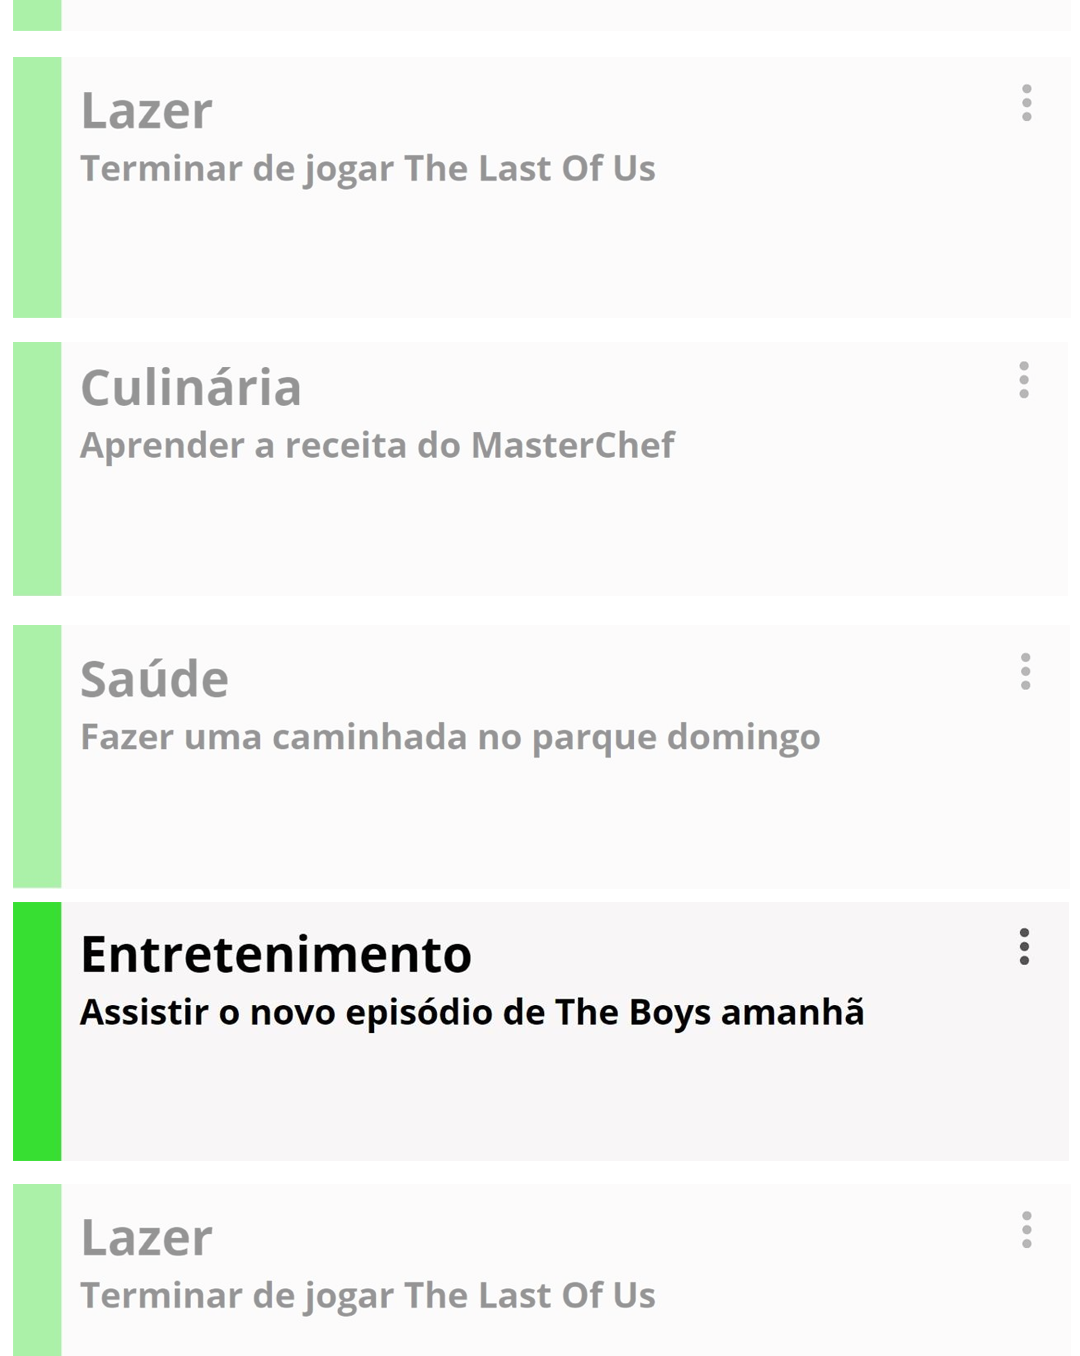 Lazer
Terminar de jogar The Last Of Us
Culinária
Aprender a receita do MasterChef
Saúde
Fazer uma caminhada no parque domingo
Entretenimento
Assistir o novo episódio de The Boys amanhã
Lazer
Terminar de jogar The Last Of Us